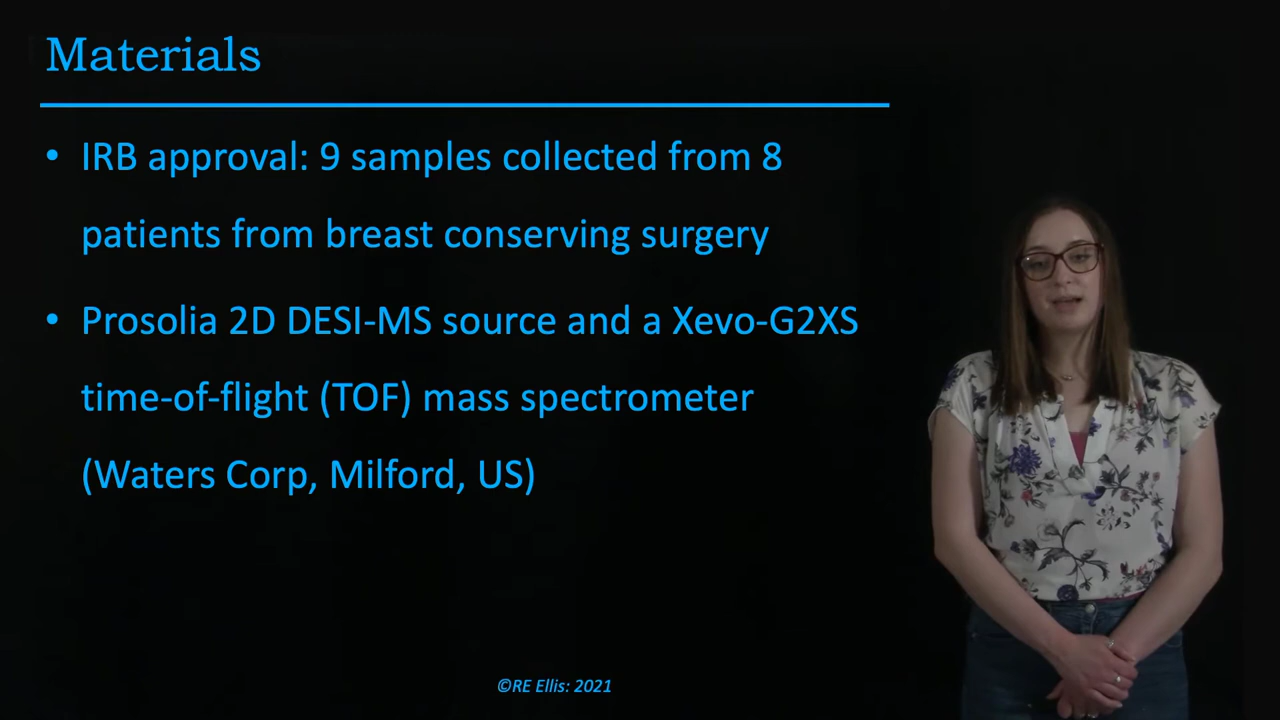 Materials
• IRB approval: 9 samples collected from 8
patients from breast conserving surgery
• Prosolia 2D DESI-MS source and a Xevo-G2XS
time-of-flight (TOF) mass spectrometer
(Waters Corp, Milford, US)
©RE Ellis: 2021